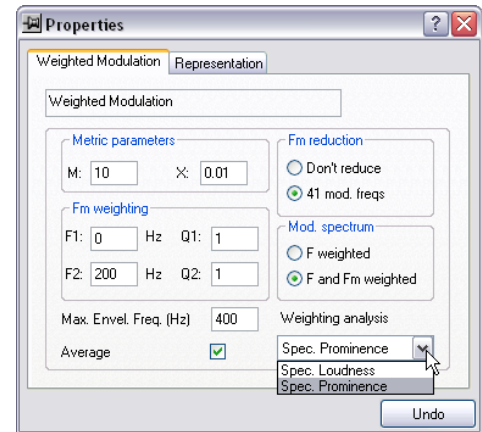 Properties
Weighted Modulation Representation
Weighted Modulation
Metric parameters
M: 10 X: 0.01
Fm weighting
F1: 0 Hz Q1: 1
F2: 200 Hz Q2: 1
Max. Envel. Freq. (Hz) 400
Average
Fm reduction
Don't reduce
41 mod. freqs
Mod. spectrum
F weighted
F and Fm weighted
Weighting analysis
Spec. Prominence
Spec. Loudness
Spec. Prominence
Undo